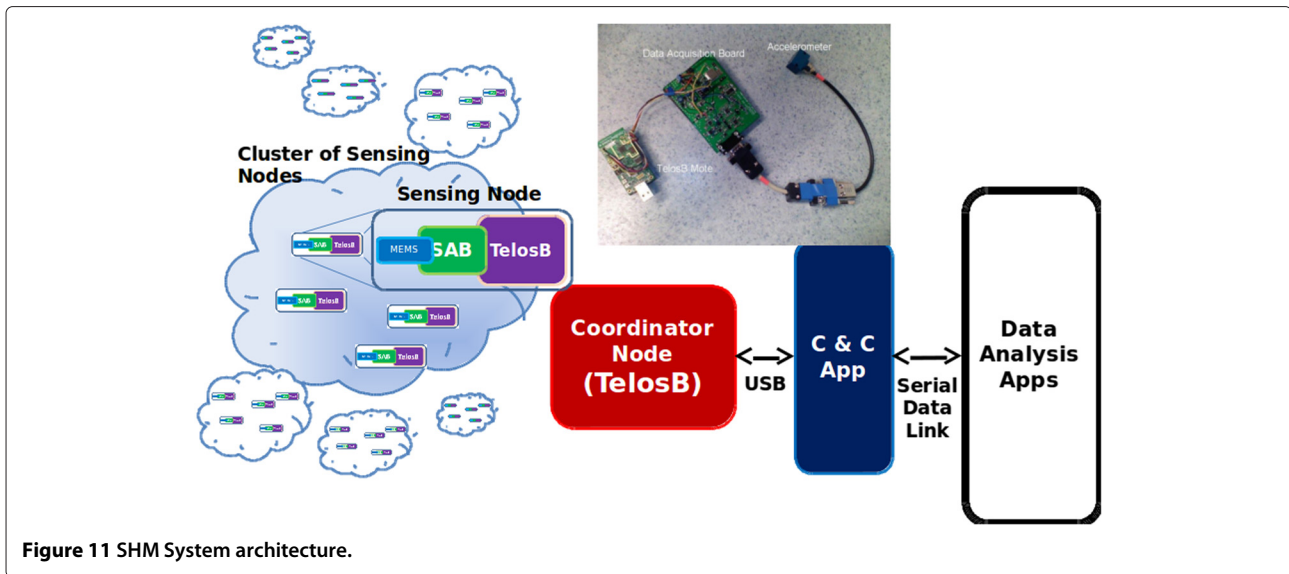 Data Acquisition Board
Accelerometer
TelosB Mote
Cluster of Sensing
Nodes
Sensing Node
MEMS
SAB
TelosB
SAB
TelosB
SAB
TelosB
SAB
TelosB
SAB
TelosB
Coordinator
Node
(TelosB)
USB
C & C
App
Serial
Data
Link
Data
Analysis
Apps
Figure 11 SHM System architecture.